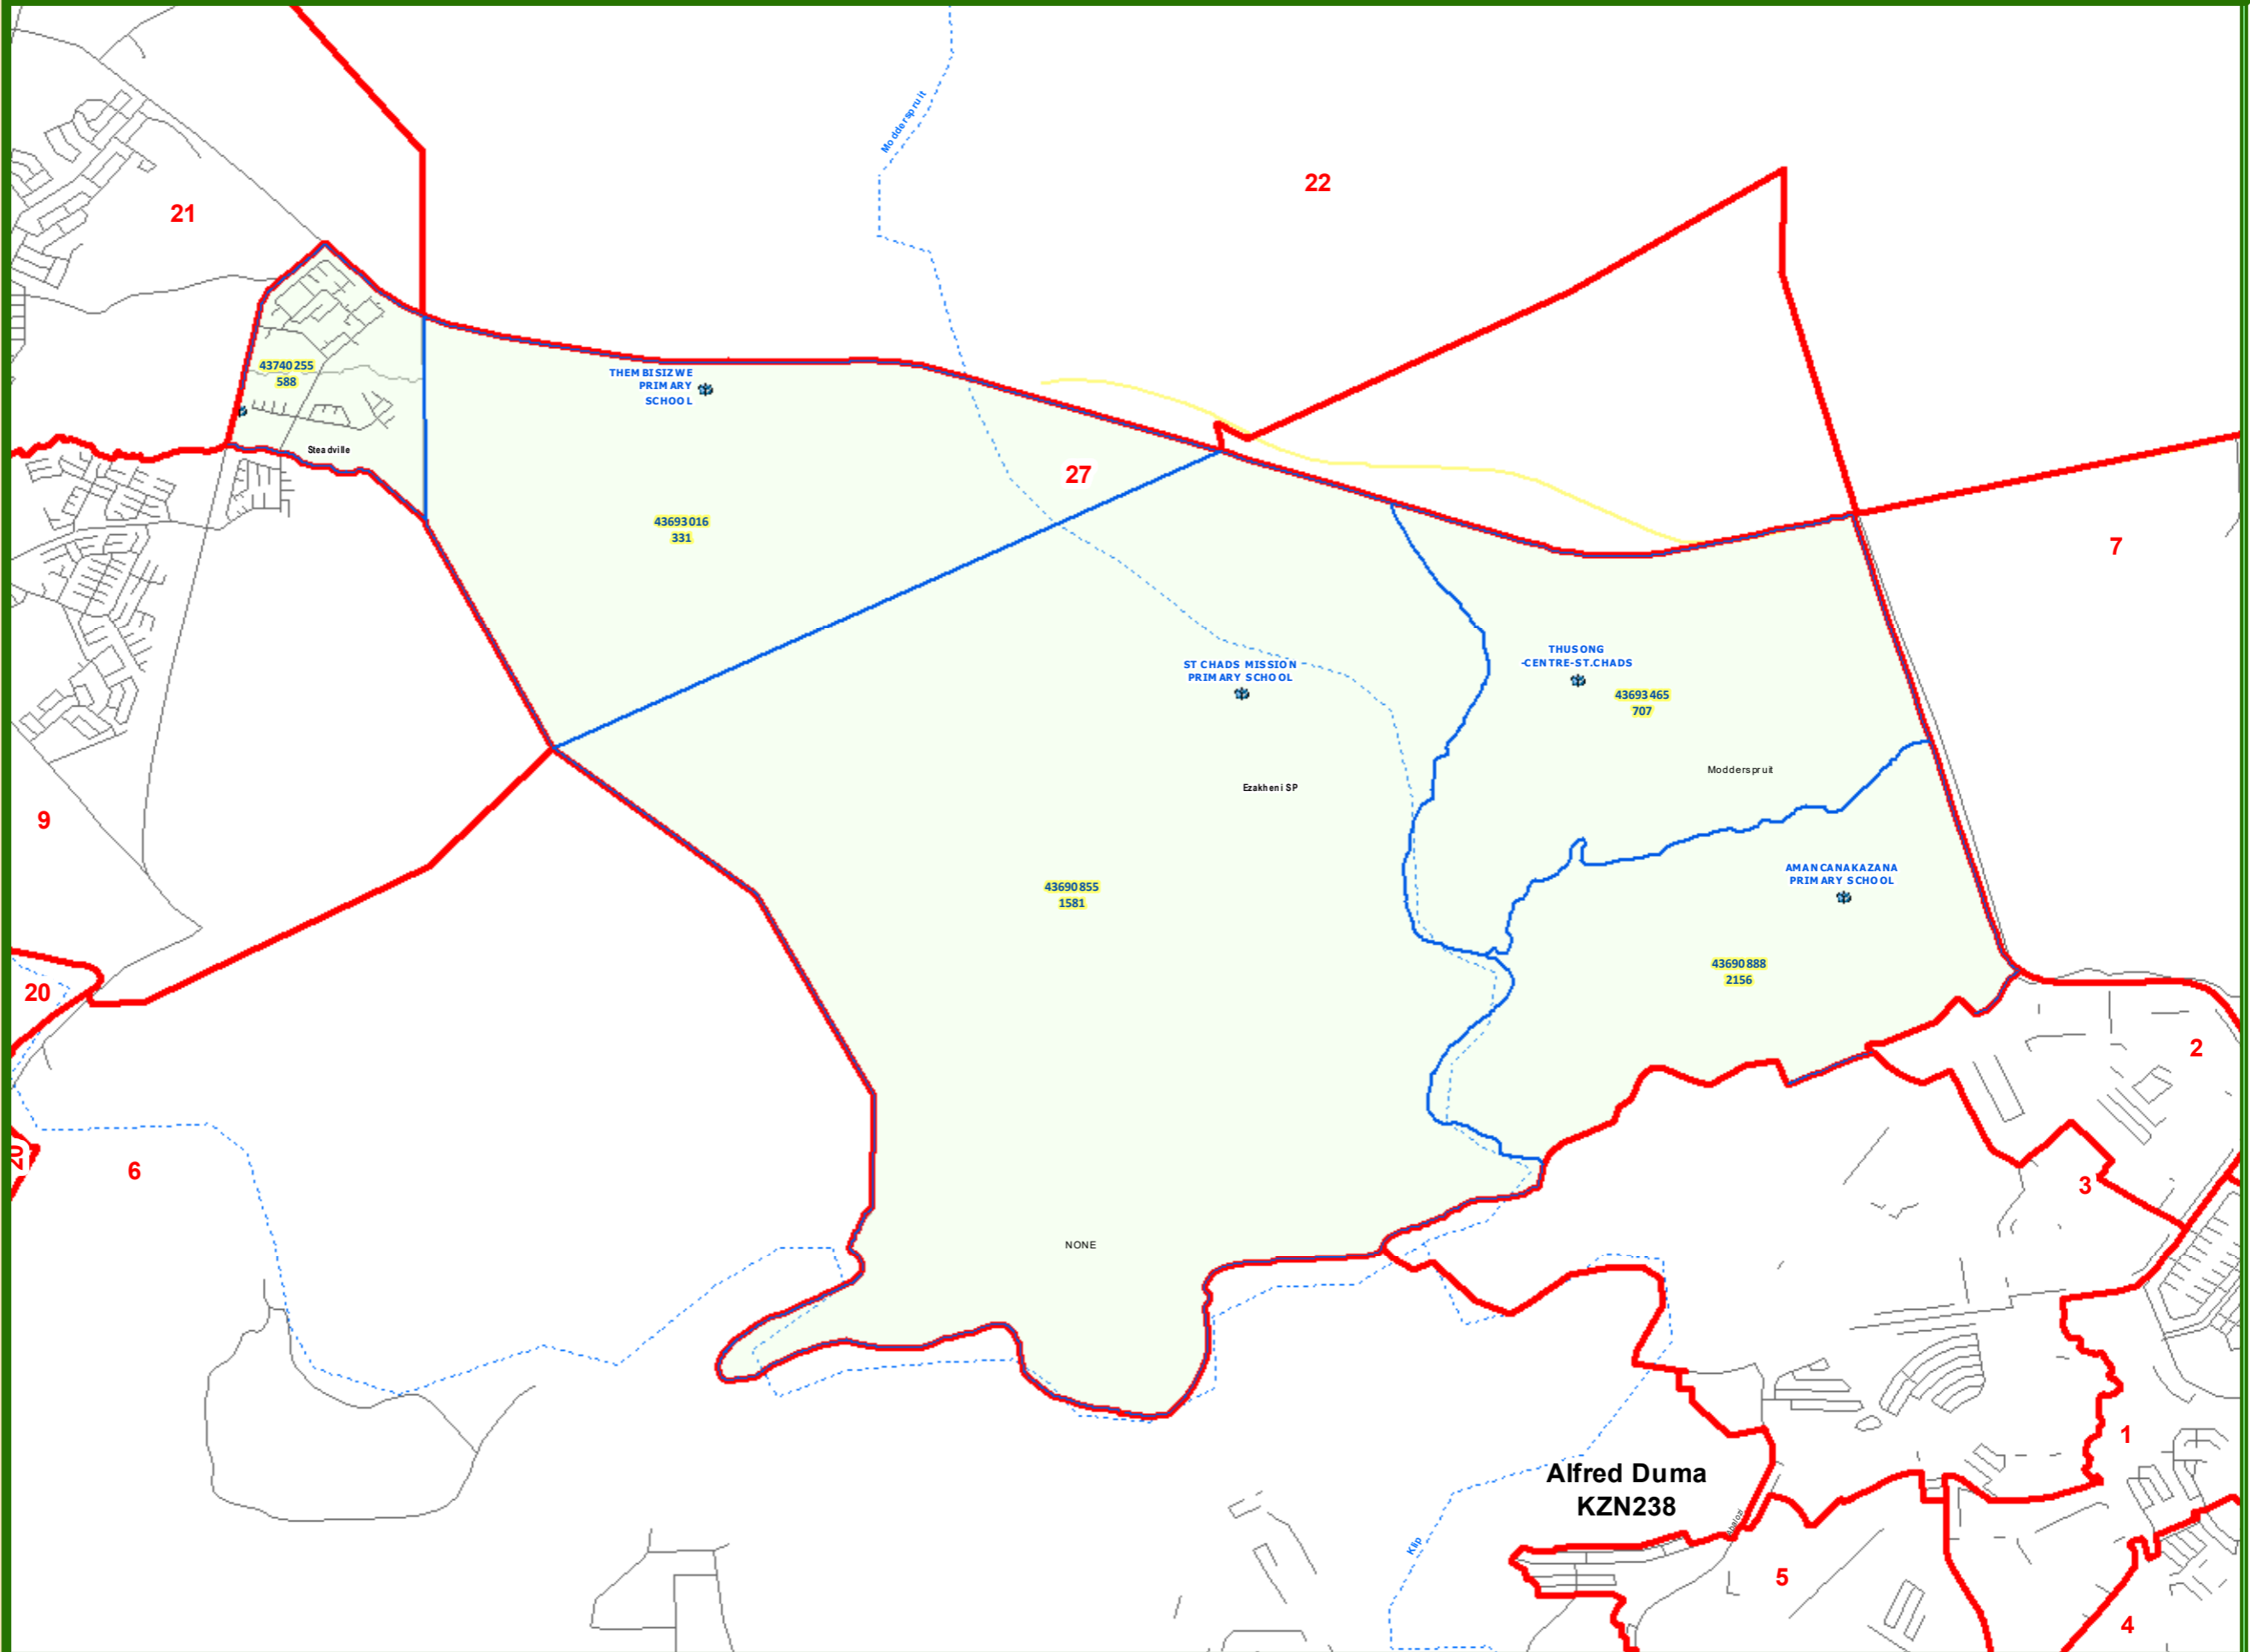 Modderspruit
22
21
43740255
588
THEMBISIZWE
PRIMARY
SCHOOL
Steadville
27
43693016
331
7
ST CHADS MISSION
PRIMARY SCHOOL
THUSONG
-CENTRE-ST.CHADS
43693465
707
Modderspruit
Ezakheni SP
9
43690855
1581
AMANCANAKAZANA
PRIMARY SCHOOL
43690888
2156
20
2
20
6
3
NONE
1
Alfred Duma
KZN238
Klip
5
4